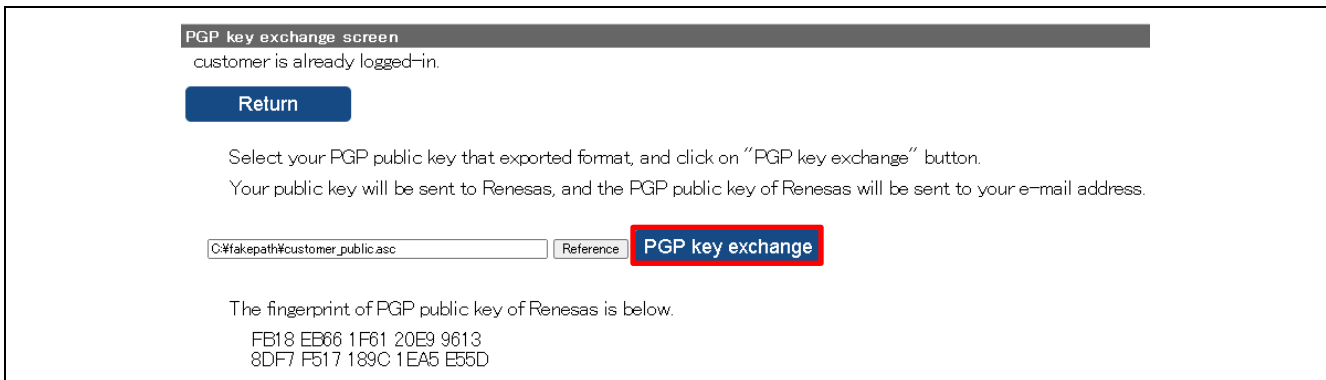 PGP key exchange screen
customer is already logged-in.
Return
Select your PGP public key that exported format, and click on "PGP key exchange" button.
Your public key will be sent to Renesas, and the PGP public key of Renesas will be sent to your e-mail address.
C:¥fakepath¥customer_public.asc Reference PGP key exchange
The fingerprint of PGP public key of Renesas is below.
FB18 EB66 1F61 20E9 9613
8DF7 F517 189C 1EA5 E55D